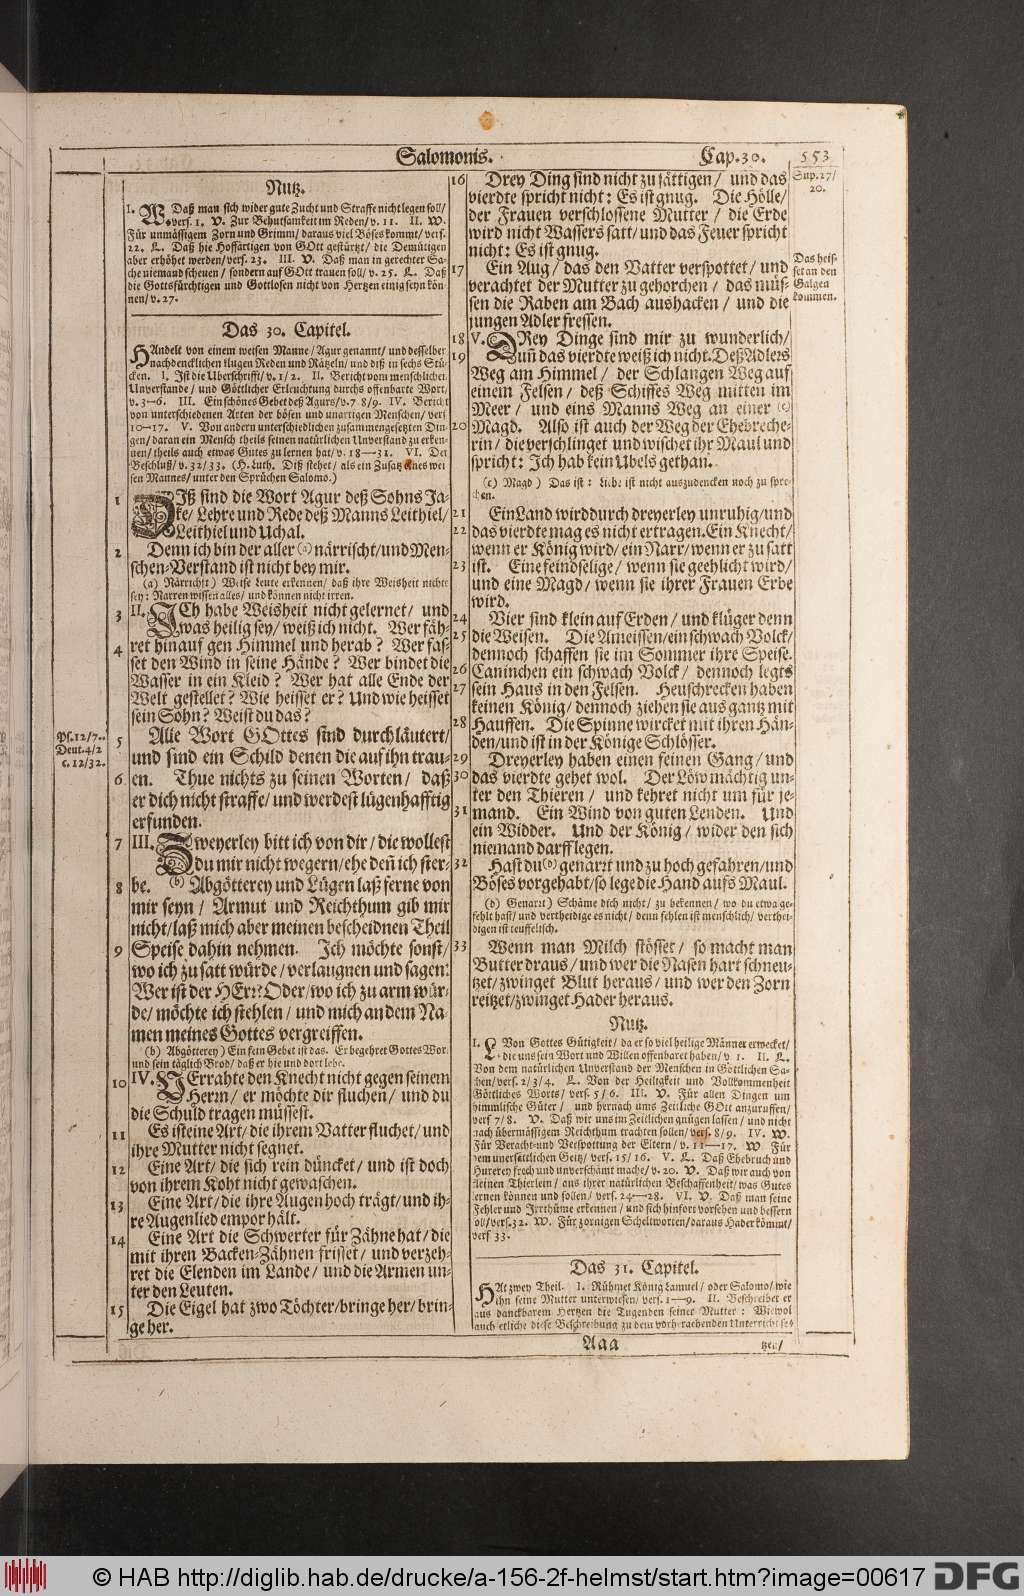 Salomonis. Cap. 30. 553
Nutz.
I. W. Daß man sich wider gute Zucht und Straffe nicht legen soll/
vers. 1. V. Zur Behutsamkeit im Reden/ v. 11. II. W.
Für unmässigem Zorn und Grimm/ daraus viel Böses kommt/ vers.
22. L. Daß hie Hoffärtigen von GOtt gestürtzt/ die Demütigen
aber erhöhet werden/ vers. 23. III. V. Daß man in gerechter Sa-
che niemand scheuen/ sondern auf GOtt trauen soll/ v. 25. L. Daß
die Gottsfürchtigen und Gottlosen nicht von Hertzen einig seyn kön-
nen/ v. 27.
Das 30. Capitel.
HAndelt von einem weisen Manne/ Agur genannt/ und desselben
nachdencklichen klugen Reden und Rätzeln/ und diß in sechs Stü-
cken. I. Ist die Uberschrifft/ v. 1/2. II. Bericht vom menschlichen
Unverstande/ und Göttlicher Erleuchtung durchs offenbarte Wort/
v. 3—6. III. Ein schönes Gebet deß Agurs/ v. 7/8/9. IV. Bericht
von unterschiedenen Arten der bösen und unartigen Menschen/ vers
10—17. V. Von andern unterschiedlichen zusammengesetzten Din-
gen/ daran ein Mensch theils seinen natürlichen Unverstand zu erken-
nen/ theils auch etwas Gutes zu lernen hat/ v. 18—31. VI. Der
Beschluß/ v. 32/33. (H. Luth. Diß stehet/ als ein Zusatz eines wei
sen Mannes/ unter den Sprüchen Salomo.)
1 DIß sind die Wort Agur deß Sohns Ja-
ke/ Lehre und Rede deß Manns Leithiel/
Leithiel und Uchal.
2 Denn ich bin der aller (a) närrischt/ und Men-
schen-Verstand ist nicht bey mir.
(a) Närrichst) Weise Leute erkennen/ daß ihre Weisheit nichts
sey: Narren wissen alles/ und können nicht irren.
3 II. ICh habe Weisheit nicht gelernet/ und
was heilig sey/ weiß ich nicht. Wer fäh-
4 ret hinauf gen Himmel und herab? Wer fas-
set den Wind in seine Hände? Wer bindet die
Wasser in ein Kleid? Wer hat alle Ende der
Welt gestellet? Wie heisset er? Und wie heisset
sein Sohn? Weist du das?
Ps. 12/7.
Deut. 4/2
c. 12/32.
5 Alle Wort GOttes sind durchläutert/
und sind ein Schild denen die auf ihn trau-
6 en. Thue nichts zu seinen Worten/ daß
er dich nicht straffe/ und werdest lügenhafftig
erfunden.
7 III. Zweyerley bitt ich von dir/ die wollest
du mir nicht wegern/ ehe deñ ich ster-
8 be. (b) Abgötterey und Lügen laß ferne von
mir seyn/ Armut und Reichthum gib mir
nicht/ laß mich aber meinen bescheidnen Theil
9 Speise dahin nehmen. Ich möchte sonst/
wo ich zu satt würde/ verlaugnen und sagen:
Wer ist der HErr? Oder/ wo ich zu arm wür-
de/ möchte ich stehlen/ und mich an dem Na-
men meines Gottes vergreiffen.
(b) Abgötterey) Ein fein Gebet ist das. Er begehret Gottes Wort
und sein täglich Brod/ daß er hie und dort lebe.
10 IV. VErrahte den Knecht nicht gegen seinem
Herrn/ er möchte dir fluchen/ und du
die Schuld tragen müssest.
11 Es ist eine Art/ die ihrem Vatter fluchet/ und
ihre Mutter nicht segnet.
12 Eine Art/ die sich rein düncket/ und ist doch
von ihrem Koht nicht gewaschen.
13 Eine Art/ die ihre Augen hoch trägt/ und ih-
re Augenlied empor hält.
14 Eine Art die Schwerter für Zähne hat/ die
mit ihren Backen-Zähnen frisset/ und verzeh-
ret die Elenden im Lande/ und die Armen un-
ter den Leuten.
15 Die Eigel hat zwo Töchter/ bringe her/ brin-
ge her.
16 Drey Ding sind nicht zu sättigen/ und das
vierdte spricht nicht: Es ist gnug. Die Hölle/
der Frauen verschlossene Mutter/ die Erde
wird nicht Wassers satt/ und das Feuer spricht
nicht: Es ist gnug.
Sup. 27/
20.
17 Ein Aug/ das den Vatter verspottet/ und
verachtet der Mutter zu gehorchen/ das müs-
sen die Raben am Bach aushacken/ und die
jungen Adler fressen.
Das heis-
set an den
Galgen
kommen.
18 V. DRey Dinge sind mir zu wunderlich/
19 uñ das vierdte weiß ich nicht. Deß Adlers
Weg am Himmel/ der Schlangen Weg auf
einem Felsen/ deß Schiffes Weg mitten im
Meer/ und eins Manns Weg an einer (c)
20 Magd. Also ist auch der Weg der Ehebreche-
rin/ die verschlinget und wischet ihr Maul und
spricht: Ich hab kein Ubels gethan.
(c) Magd) Das ist: Liebe ist nicht auszudencken noch zu spre-
chen.
21 Ein Land wird durch dreyerley unruhig/ und
22 das vierdte mag es nicht ertragen. Ein Knecht/
wenn er König wird/ ein Narr/ wenn er zu satt
23 ist. Eine feindselige/ wenn sie geehlicht wird/
und eine Magd/ wenn sie ihrer Frauen Erbe
wird.
24 Vier sind klein auf Erden/ und klüger denn
25 die Weisen. Die Ameissen/ ein schwach Volck/
dennoch schaffen sie im Sommer ihre Speise.
26 Caninchen ein schwach Volck/ dennoch legts
27 sein Haus in den Felsen. Heuschrecken haben
keinen König/ dennoch ziehen sie aus gantz mit
28 Hauffen. Die Spinne wircket mit ihren Hän-
den/ und ist in der Könige Schlösser.
29 Dreyerley haben einen feinen Gang/ und
30 das vierdte gehet wol. Der Löw mächtig un-
ter den Thieren/ und kehret nicht um für je-
31 mand. Ein Wind von guten Lenden. Und
ein Widder. Und der König/ wider den sich
niemand darff legen.
32 Hast du (d) genarzt und zu hoch gefahren/ und
Böses vorgehabt/ so lege die Hand aufs Maul.
(d) Genarzt) Schäme dich nicht/ zu bekennen/ wo du etwa ge-
fehlt hast/ und vertheidige es nicht/ denn fehlen ist menschlich/ verthei-
digen ist teuffelisch.
33 Wenn man Milch stösset/ so macht man
Butter draus/ und wer die Nasen hart schneu-
tzet/ zwinget Blut heraus/ und wer den Zorn
reitzet/ zwinget Hader heraus.
Nutz.
I. L. Von Gottes Gütigkeit/ da er so viel heilige Männer erwecket/
die uns sein Wort und Willen offenbaret haben/ v. 1. II. L.
Von dem natürlichen Unverstand der Menschen in Göttlichen Sa-
chen/ vers. 2/3/4. L. Von der Heiligkeit und Vollkommenheit
Göttliches Worts/ vers. 5/6. III. V. Für allen Dingen um
himmlische Güter/ und hernach ums Zeitliche GOtt anzuruffen/
vers 7/8. V. Daß wir uns im Zeitlichen gnügen lassen/ und nicht
nach übermässigem Reichthum trachten sollen/ vers. 8/9. IV. W.
Für Veracht- und Verspottung der Eltern/ v. 11—17. W. Für
dem unersättlichen Geitz/ vers. 15/16. V. L. Daß Ehebruch und
Hurerey frech und unverschämt mache/ v. 20. V. Daß wir auch von
kleinen Thierlein/ aus ihrer natürlichen Beschaffenheit/ was Gutes
lernen können und sollen/ vers. 24—28. VI. V. Daß man seine
Fehler und Irrthüme erkennen/ und sich hinfort vorsehen und bessern
soll/ vers. 32. W. Für zornigen Scheltworten/ daraus Hader kömmt/
vers 33.
Das 31. Capitel.
HAt zwey Theil. I. Rühmet König Lamuel/ oder Salomo/ wie
ihn seine Mutter unterwiesen/ vers. 1—9. II. Beschreibet er
aus danckbarem Hertzen die Tugenden seiner Mutter: Wiewol
auch etliche diese Beschreibung zu dem vorhergehenden Unterricht se-
Aaa tzen/
© HAB http://diglib.hab.de/drucke/a-156-2f-helmst/start.htm?image=00617
DFG